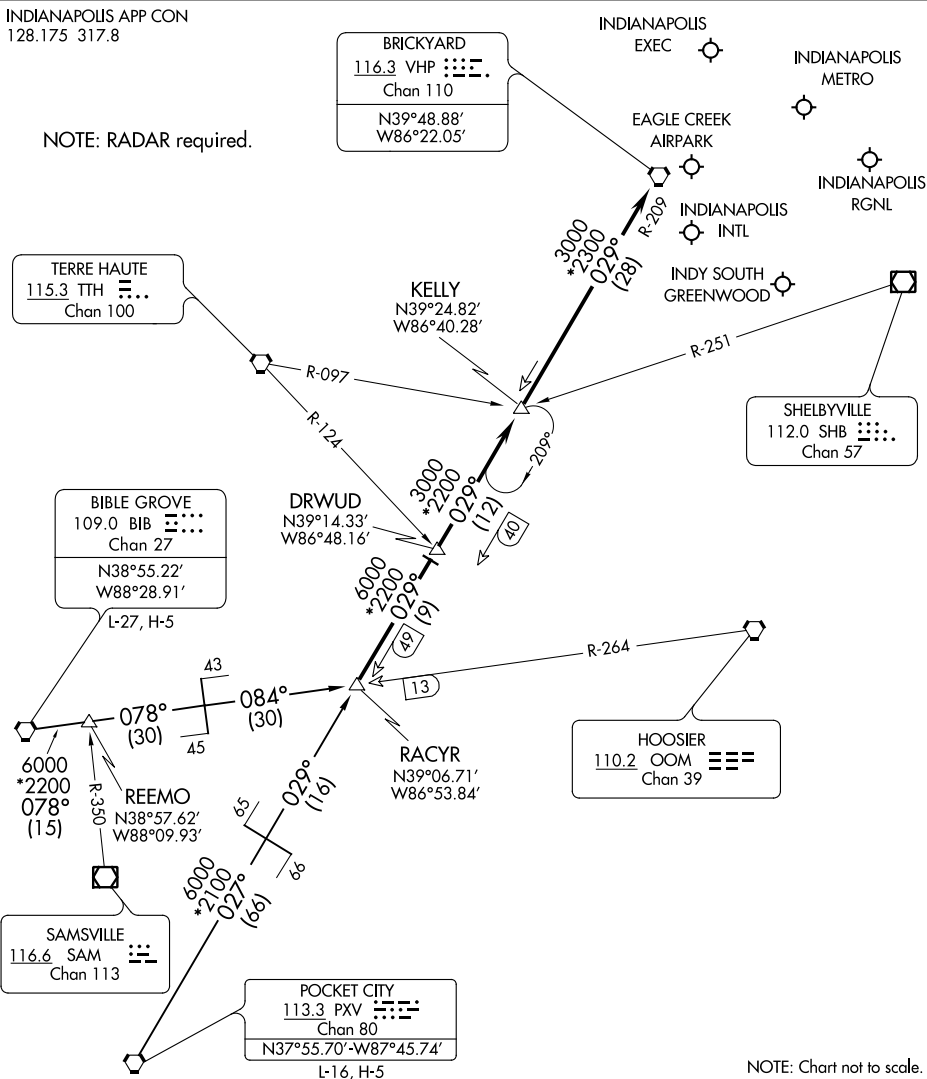 INDIANAPOLIS APP CON
128.175 317.8
NOTE: RADAR required.
BRICKYARD
116.3 VHP
Chan 110
N39°48.88'
W86°22.05'
INDIANAPOLIS
EXEC
INDIANAPOLIS
METRO
EAGLE CREEK
AIRPARK
INDIANAPOLIS
RGNL
INDIANAPOLIS
INTL
INDY SOUTH
GREENWOOD
R-209
3000
*2300
029°
(28)
TERRE HAUTE
115.3 TTH
Chan 100
KELLY
N39°24.82'
W86°40.28'
R-097
R-251
R-124
209°
SHELBYVILLE
112.0 SHB
Chan 57
3000
*2200
029°
(12)
40
DRWUD
N39°14.33'
W86°48.16'
BIBLE GROVE
109.0 BIB
Chan 27
N38°55.22'
W88°28.91'
L-27, H-5
6000
*2200
029°
(9)
49
R-264
13
43
45
078°
(30)
084°
(30)
RACYR
N39°06.71'
W86°53.84'
HOOSIER
110.2 OOM
Chan 39
6000
*2200
078°
(15)
R-350
REEMO
N38°57.62'
W88°09.93'
029°
(16)
65
66
6000
*2100
027°
(66)
SAMSVILLE
116.6 SAM
Chan 113
POCKET CITY
113.3 PXV
Chan 80
N37°55.70'-W87°45.74'
L-16, H-5
NOTE: Chart not to scale.